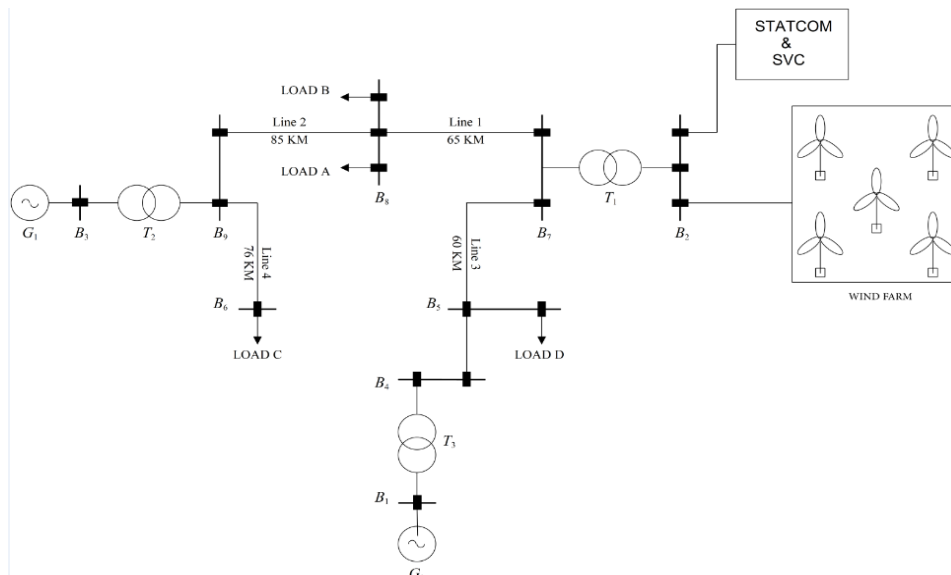 STATCOM
&
SVC
LOAD B
Line 2
85 KM
Line 1
65 KM
LOAD A
B8
T1
G1
B3
T2
B9
B7
B2
Line 4
76 KM
Line 3
60 KM
WIND FARM
B6
B5
LOAD C
LOAD D
B4
T3
B1
G